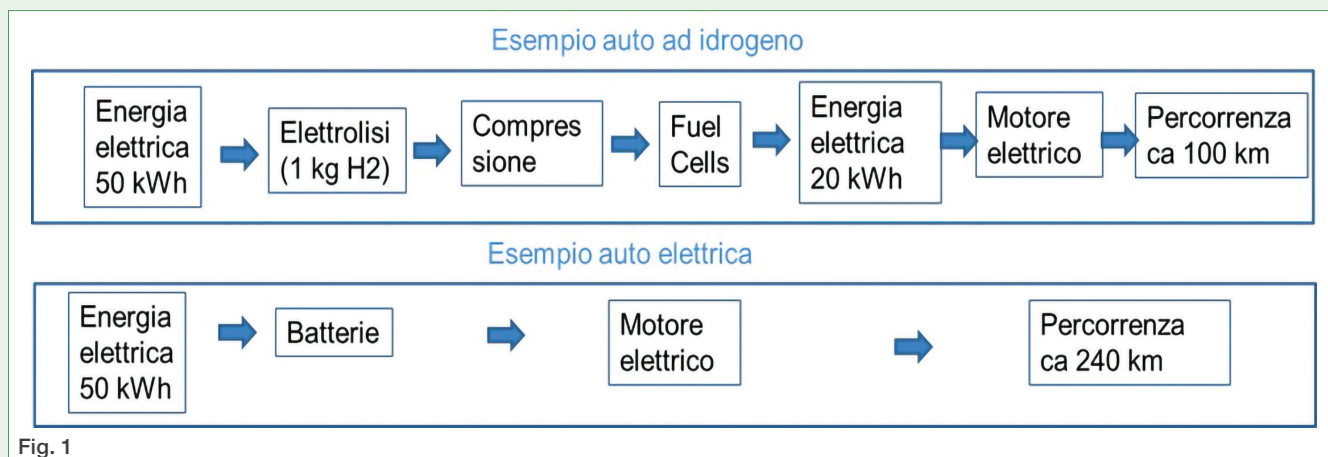 Esempio auto ad idrogeno
Energia
elettrica
50 kWh
Elettrolisi
(1 kg H2)
Compres
sione
Fuel
Cells
Energia
elettrica
20 kWh
Motore
elettrico
Percorrenza
ca 100 km
Esempio auto elettrica
Energia
elettrica
50 kWh
Batterie
Motore
elettrico
Percorrenza
ca 240 km
Fig. 1